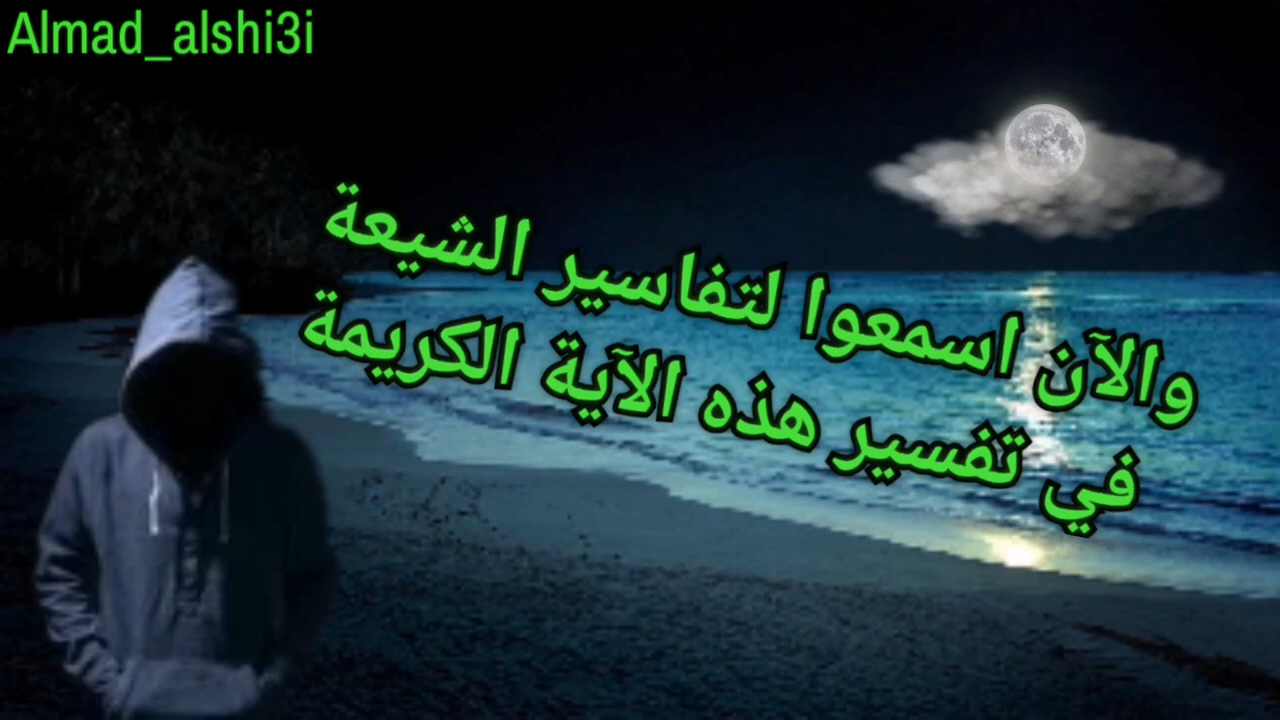 Almad_alshi3i
والآن اسمعوا لتفاسير الشيعة
في تفسير هذه الآية الكريمة